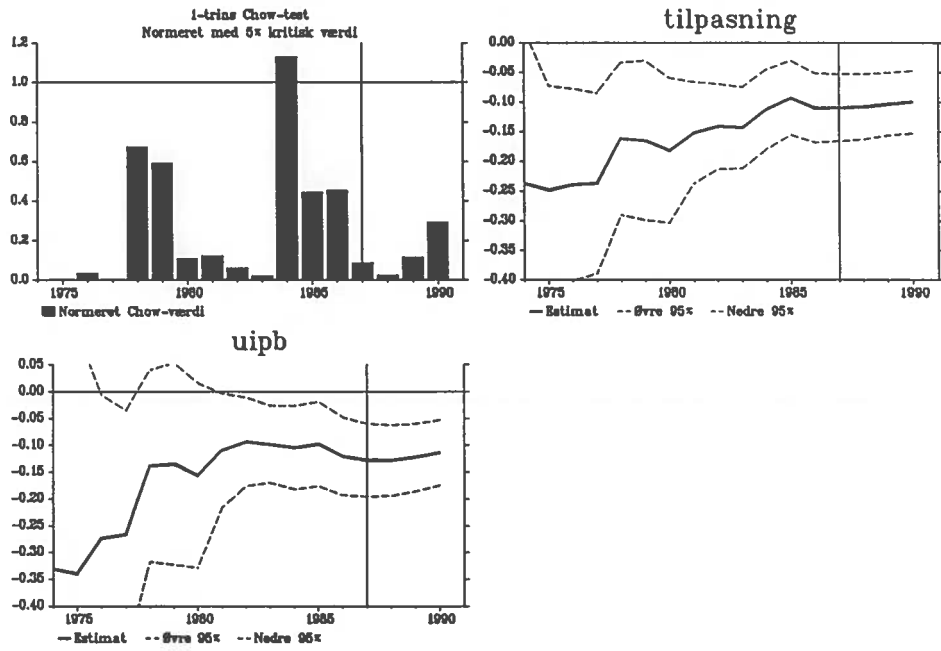 1-trins Chow-test
Normeret med 5% kritisk værdi
1.2
1.0
0.8
0.6
0.4
0.2
0.0
1975 1980 1985 1990
Normeret Chow-værdi
tilpasning
0.00
-0.05
-0.10
-0.15
-0.20
-0.25
-0.30
-0.35
-0.40
1975 1980 1985 1990
Estimat Øvre 95% Nedre 95%
uipb
0.05
0.00
-0.05
-0.10
-0.15
-0.20
-0.25
-0.30
-0.35
-0.40
1975 1980 1985 1990
Estimat Øvre 95% Nedre 95%